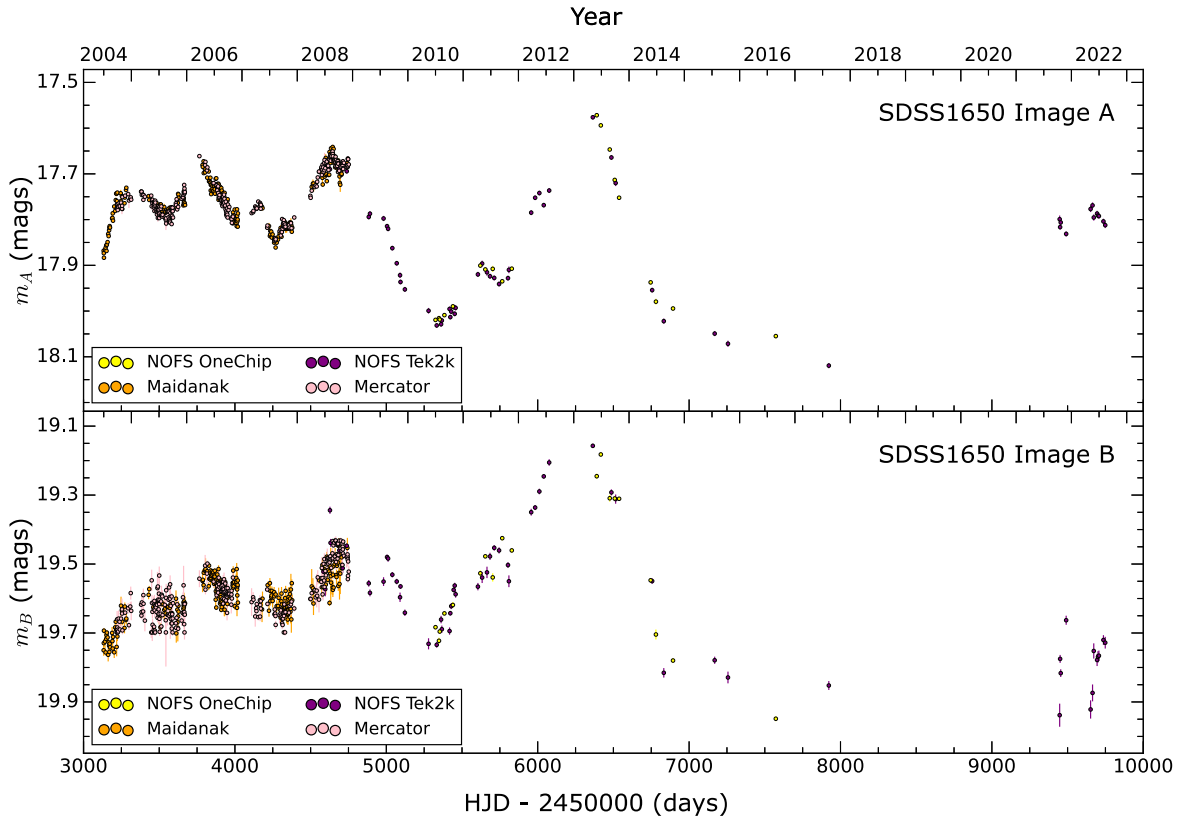 Year
2004 2006 2008 2010 2012 2014 2016 2018 2020 2022
17.5
SDSS1650 Image A
17.7
17.9
18.1
m_A (mags)
NOFS OneChip NOFS Tek2k
Maidanak Mercator
19.1
SDSS1650 Image B
19.3
19.5
19.7
19.9
m_B (mags)
NOFS OneChip NOFS Tek2k
Maidanak Mercator
3000 4000 5000 6000 7000 8000 9000 10000
HJD - 2450000 (days)